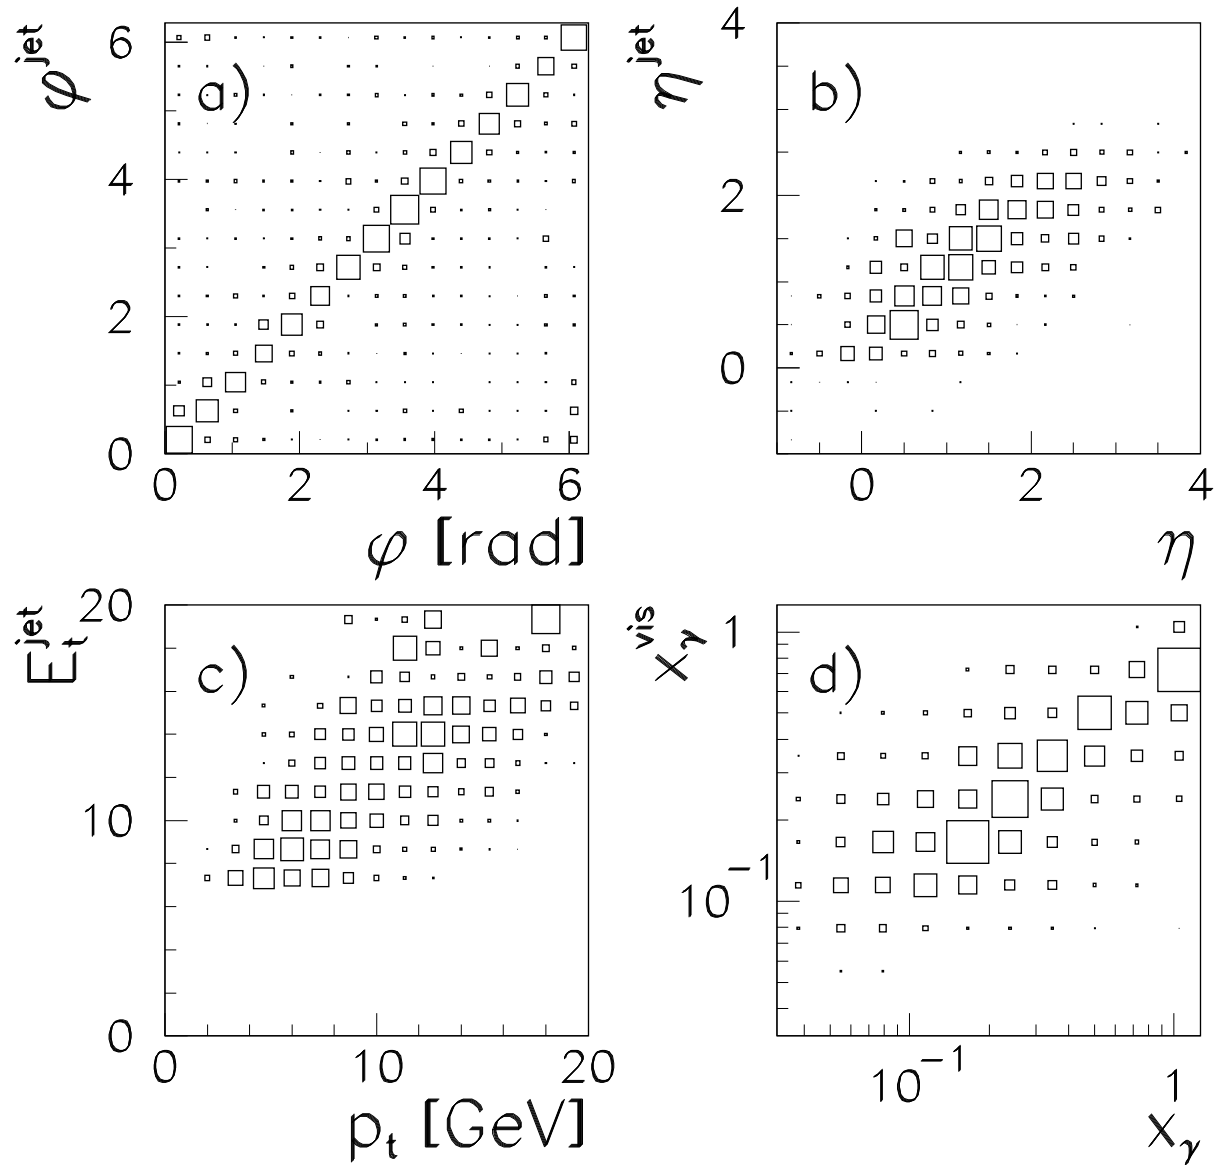 φ^jet
6
4
2
0
a)
0 2 4 6
φ [rad]
η^jet
4
2
0
b)
0 2 4
η
E_t^jet
20
10
0
c)
0 10 20
p_t [GeV]
x_γ^vis
1
10^-1
d)
10^-1 1
x_γ